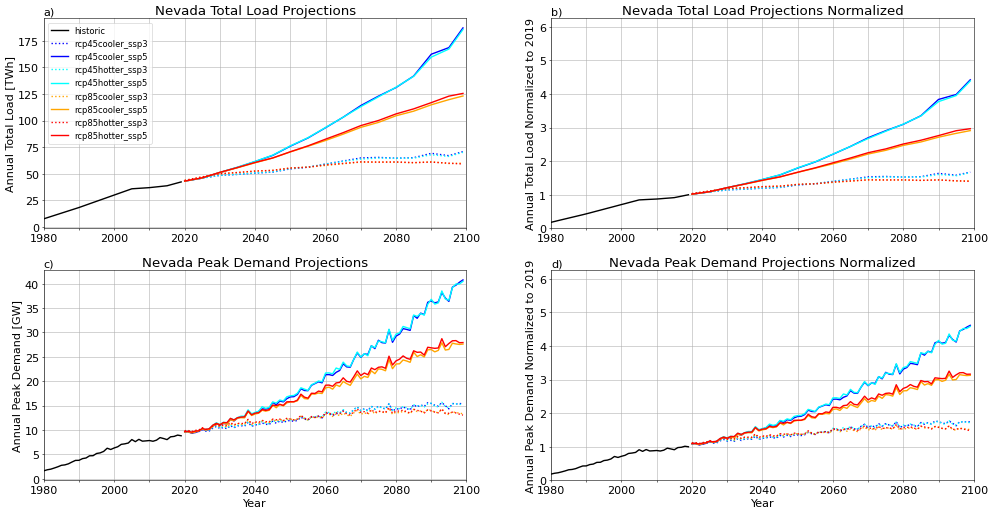 a)
Nevada Total Load Projections
Annual Total Load [TWh]
175
150
125
100
75
50
25
0
historic
rcp45cooler_ssp3
rcp45cooler_ssp5
rcp45hotter_ssp3
rcp45hotter_ssp5
rcp85cooler_ssp3
rcp85cooler_ssp5
rcp85hotter_ssp3
rcp85hotter_ssp5
1980 2000 2020 2040 2060 2080 2100
b)
Nevada Total Load Projections Normalized
Annual Total Load Normalized to 2019
6
5
4
3
2
1
0
1980 2000 2020 2040 2060 2080 2100
c)
Nevada Peak Demand Projections
Annual Peak Demand [GW]
40
35
30
25
20
15
10
5
0
1980 2000 2020 2040 2060 2080 2100
Year
d)
Nevada Peak Demand Projections Normalized
Annual Peak Demand Normalized to 2019
6
5
4
3
2
1
0
1980 2000 2020 2040 2060 2080 2100
Year